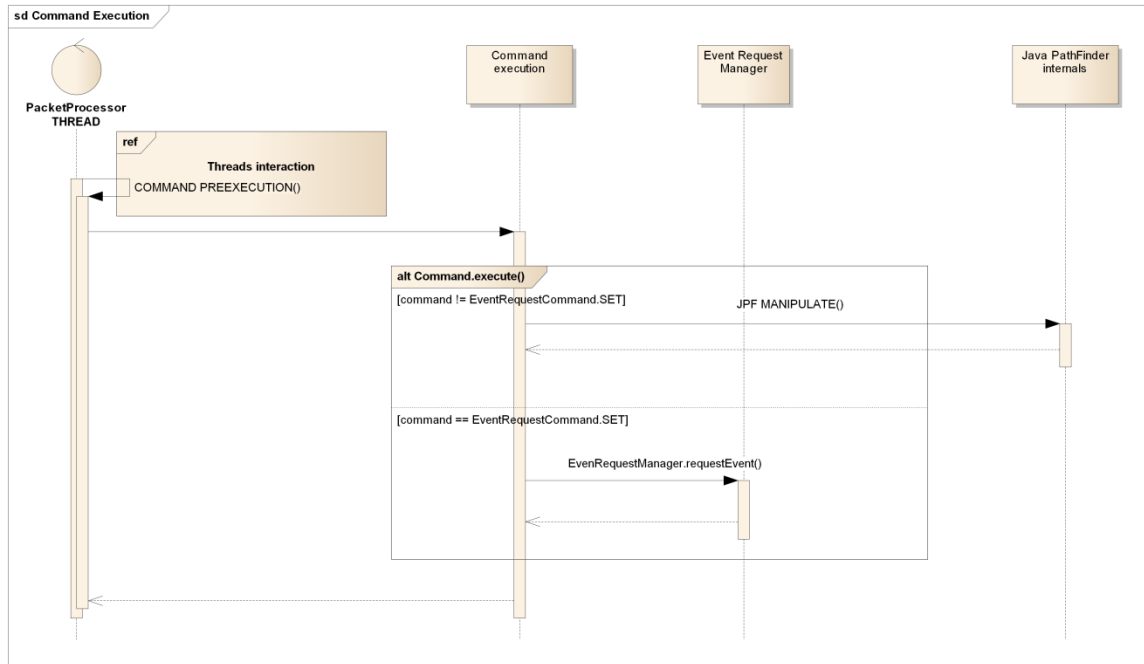 sd Command Execution
PacketProcessor
THREAD
Command
execution
Event Request
Manager
Java PathFinder
internals
ref
Threads interaction
COMMAND PREEXECUTION()
alt Command.execute()
[command != EventRequestCommand.SET]
JPF MANIPULATE()
[command == EventRequestCommand.SET]
EvenRequestManager.requestEvent()